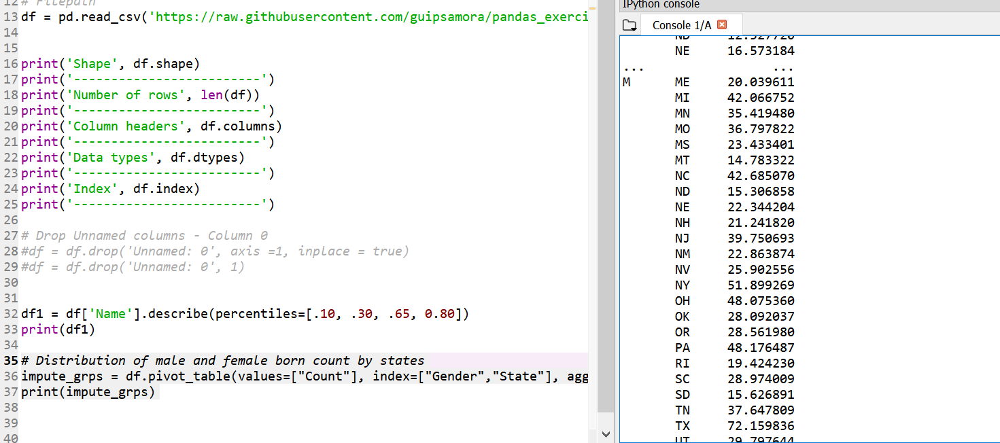 12 # Filepath
13 df = pd.read_csv('https://raw.githubusercontent.com/guipsamora/pandas_exerci
14
15
16 print('Shape', df.shape)
17 print('-------------------------')
18 print('Number of rows', len(df))
19 print('-------------------------')
20 print('Column headers', df.columns)
21 print('-------------------------')
22 print('Data types', df.dtypes)
23 print('-------------------------')
24 print('Index', df.index)
25 print('-------------------------')
26
27 # Drop Unnamed columns - Column 0
28 #df = df.drop('Unnamed: 0', axis =1, inplace = true)
29 #df = df.drop('Unnamed: 0', 1)
30
31
32 df1 = df['Name'].describe(percentiles=[.10, .30, .65, 0.80])
33 print(df1)
34
35 # Distribution of male and female born count by states
36 impute_grps = df.pivot_table(values=["Count"], index=["Gender","State"], agg
37 print(impute_grps)
38
39
40
IPython console
Console 1/A
ND 12.527720
NE 16.573184
... ...
M ME 20.039611
MI 42.066752
MN 35.419480
MO 36.797822
MS 23.433401
MT 14.783322
NC 42.685070
ND 15.306858
NE 22.344204
NH 21.241820
NJ 39.750693
NM 22.863874
NV 25.902556
NY 51.899269
OH 48.075360
OK 28.092037
OR 28.561980
PA 48.176487
RI 19.424230
SC 28.974009
SD 15.626891
TN 37.647809
TX 72.159836
UT 29.797644